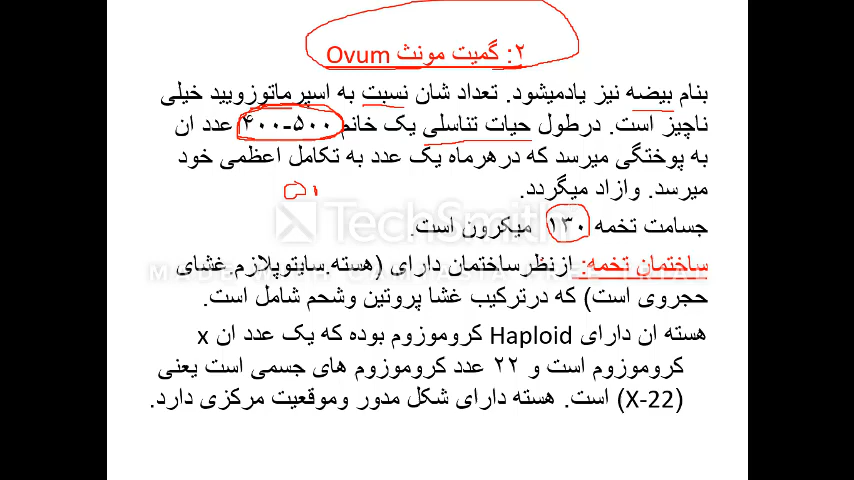 ۲: گمیت مونث Ovum
بنام بیضه نیز یادمیشود. تعداد شان نسبت به اسپرماتوزویید خیلی
ناچیز است. درطول حیات تناسلی یک خانم ۵۰۰-۴۰۰ عدد ان
به پوختگی میرسد که درهرماه یک عدد به تکامل اعظمی خود
میرسد. وازاد میگردد.
۱
جسامت تخمه ۱۳۰ میکرون است.
TechSmith
ساختمان تخمه: ازنظرساختمان دارای (هسته.سایتوپلازم.غشای
حجروی است) که درترکیب غشا پروتین وشحم شامل است.
هسته ان دارای Haploid کروموزوم بوده که یک عدد ان x
کروموزوم است و ۲۲ عدد کروموزوم های جسمی است یعنی
(X-22) است. هسته دارای شکل مدور وموقعیت مرکزی دارد.